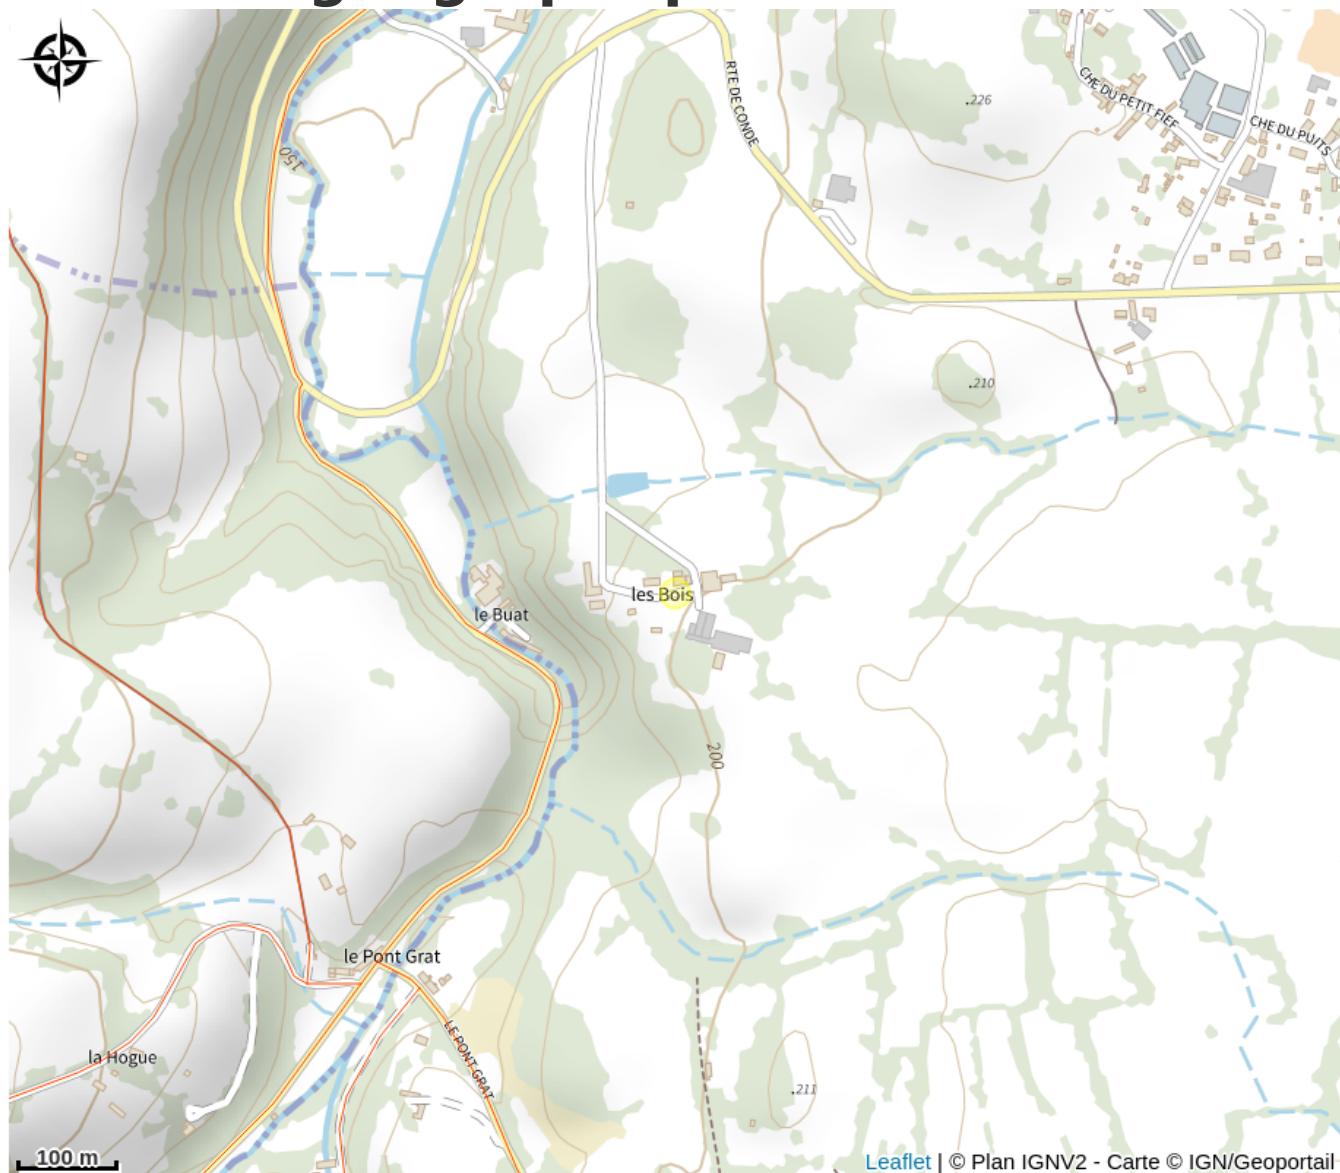 150
RTE DE CONDE
.226
CHE DU PETIT FIEF
CHE DU PUITS
.210
les Bois
le Buat
200
le Pont Grat
LE PONT GRAT
la Hogue
.211
100 m
Leaflet | © Plan IGNV2 - Carte © IGN/Geoportail